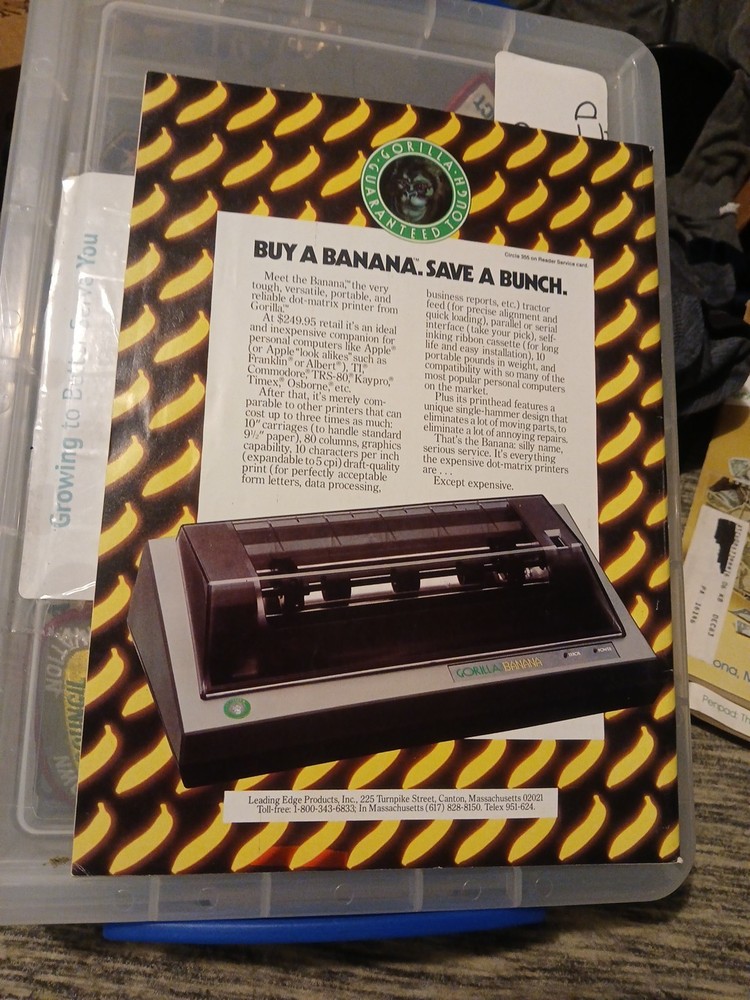 GORILLA · GUARANTEED TOUGH ·
Circle 355 on Reader Service card.
BUY A BANANA.™ SAVE A BUNCH.
Meet the Banana,™ the very
tough, versatile, portable, and
reliable dot-matrix printer from
Gorilla.™
At $249.95 retail it's an ideal
and inexpensive companion for
personal computers like Apple®
(or Apple "look alikes" such as
Franklin® or Albert®), TI,®
Commodore,® TRS-80,® Kaypro,®
Timex,® Osborne,® etc.
After that, it's merely com-
parable to other printers that can
cost up to three times as much:
10" carriages (to handle standard
9½" paper), 80 columns, graphics
capability, 10 characters per inch
(expandable to 5 cpi) draft-quality
print (for perfectly acceptable
form letters, data processing,
business reports, etc.) tractor
feed (for precise alignment and
quick loading), parallel or serial
interface (take your pick), self-
inking ribbon cassette (for long
life and easy installation), 10
portable pounds in weight, and
compatibility with so many of the
most popular personal computers
on the market.
Plus its printhead features a
unique single-hammer design that
eliminates a lot of moving parts, to
eliminate a lot of annoying repairs.
That's the Banana: silly name,
serious service. It's everything
the expensive dot-matrix printers
are . . .
Except expensive.
GORILLA BANANA
POWER
Leading Edge Products, Inc., 225 Turnpike Street, Canton, Massachusetts 02021
Toll-free: 1-800-343-6833; In Massachusetts (617) 828-8150. Telex 951-624.
Growing to Better Serve You
DEC83